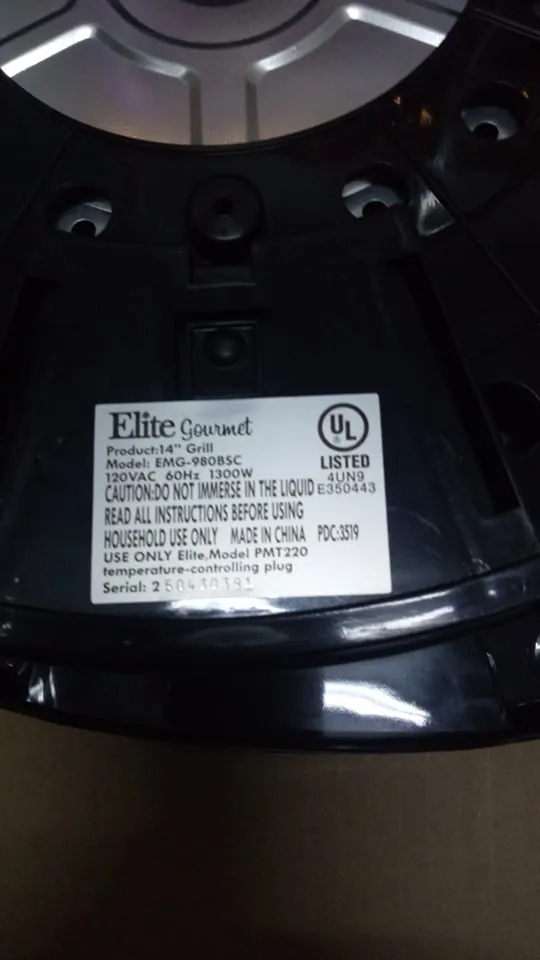 Elite Gourmet
Product:14" Grill
Model: EMG-980BSC
120VAC 60Hz 1300W
CAUTION:DO NOT IMMERSE IN THE LIQUID
READ ALL INSTRUCTIONS BEFORE USING
HOUSEHOLD USE ONLY MADE IN CHINA PDC:3519
USE ONLY Elite,Model PMT220
temperature-controlling plug
Serial: 250430391
UL
®
LISTED
4UN9
E350443